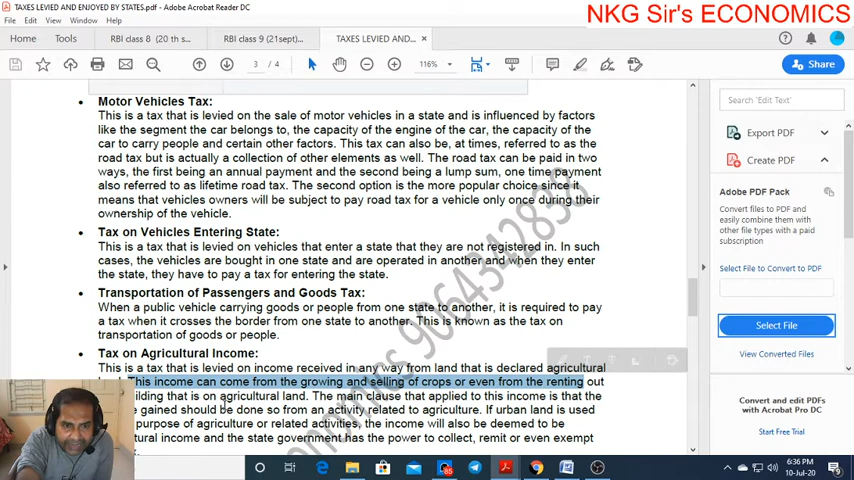 TAXES LEVIED AND ENJOYED BY STATES.pdf - Adobe Acrobat Reader DC
NKG Sir's ECONOMICS
File Edit View Window Help
Home Tools RBI class 8 (20 th s... RBI class 9 (21sept)... TAXES LEVIED AND... ×
3 / 4 116% Share
Motor Vehicles Tax:
This is a tax that is levied on the sale of motor vehicles in a state and is influenced by factors
like the segment the car belongs to, the capacity of the engine of the car, the capacity of the
car to carry people and certain other factors. This tax can also be, at times, referred to as the
road tax but is actually a collection of other elements as well. The road tax can be paid in two
ways, the first being an annual payment and the second being a lump sum, one time payment
also referred to as lifetime road tax. The second option is the more popular choice since it
means that vehicles owners will be subject to pay road tax for a vehicle only once during their
ownership of the vehicle.
Tax on Vehicles Entering State:
This is a tax that is levied on vehicles that enter a state that they are not registered in. In such
cases, the vehicles are bought in one state and are operated in another and when they enter
the state, they have to pay a tax for entering the state.
Transportation of Passengers and Goods Tax:
When a public vehicle carrying goods or people from one state to another, it is required to pay
a tax when it crosses the border from one state to another. This is known as the tax on
transportation of goods or people.
Tax on Agricultural Income:
This is a tax that is levied on income received in any way from land that is declared agricultural
This income can come from the growing and selling of crops or even from the renting out
ilding that is on agricultural land. The main clause that applied to this income is that the
gained should be done so from an activity related to agriculture. If urban land is used
purpose of agriculture or related activities, the income will also be deemed to be
tural income and the state government has the power to collect, remit or even exempt
onomics 9064342838
Search 'Edit Text'
Export PDF
Create PDF
Adobe PDF Pack
Convert files to PDF and
easily combine them with
other file types with a paid
subscription
Select File to Convert to PDF
Select File
View Converted Files
Convert and edit PDFs
with Acrobat Pro DC
Start Free Trial
6:36 PM
10-Jul-20